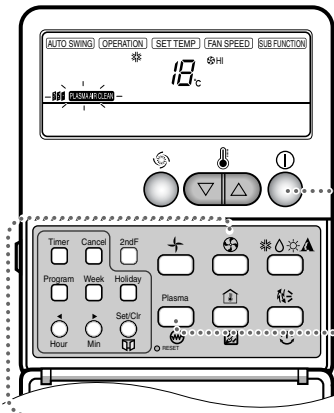 AUTO SWING OPERATION SET TEMP FAN SPEED SUB FUNCTION
18°C HI
PLASMA AIR CLEAN
Timer Cancel 2ndF
Program Week Holiday
Plasma
Set/Clr
Hour Min
RESET